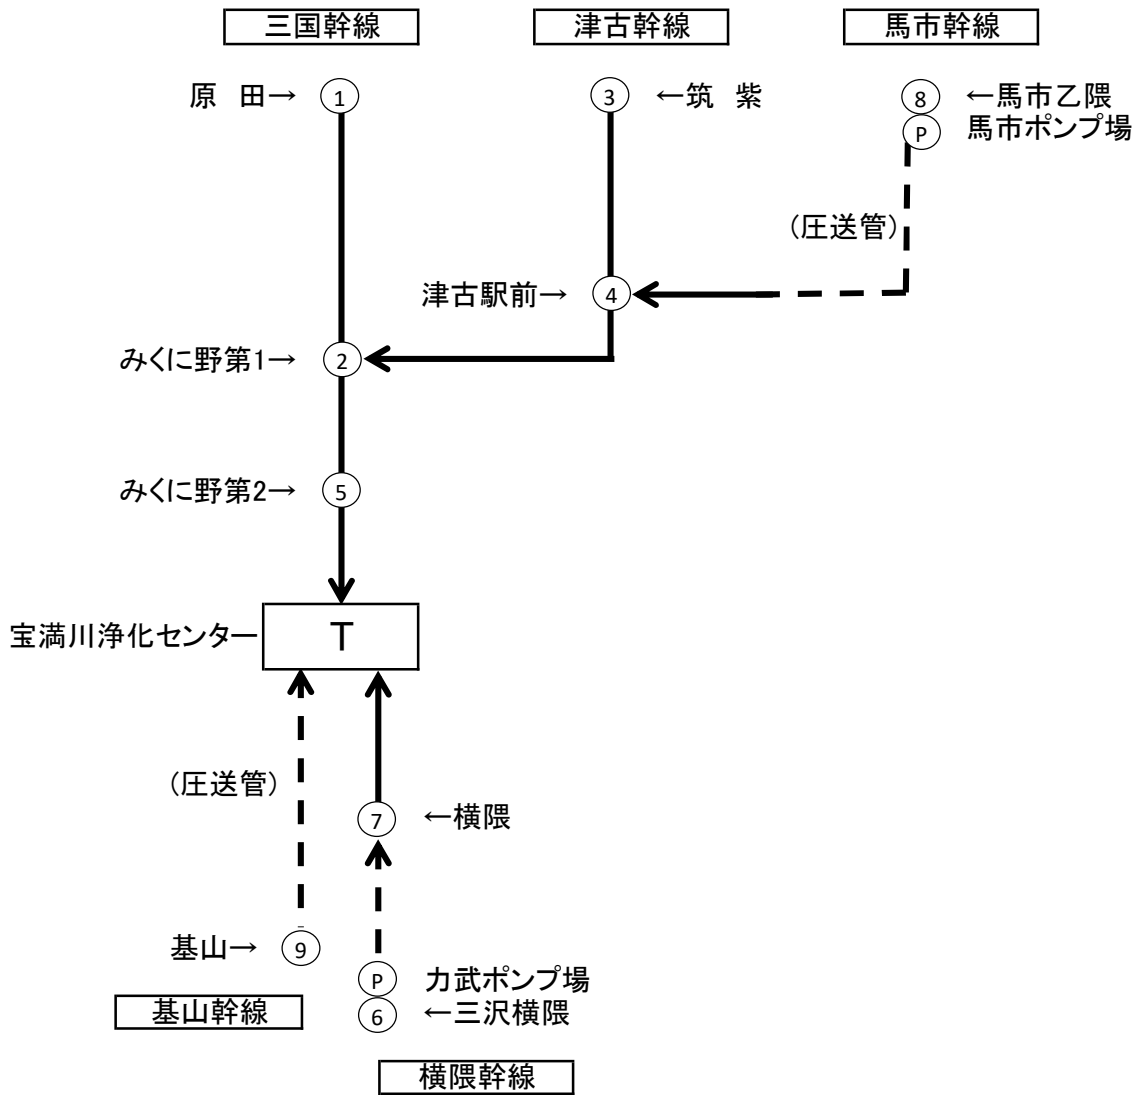 三国幹線
津古幹線
馬市幹線
原　田→ 1
3 ←筑　紫
8 ←馬市乙隈
P 馬市ポンプ場
(圧送管)
津古駅前→ 4
みくに野第1→ 2
みくに野第2→ 5
宝満川浄化センター T
(圧送管)
7 ←横隈
基山→ 9
P 力武ポンプ場
基山幹線
6 ←三沢横隈
横隈幹線